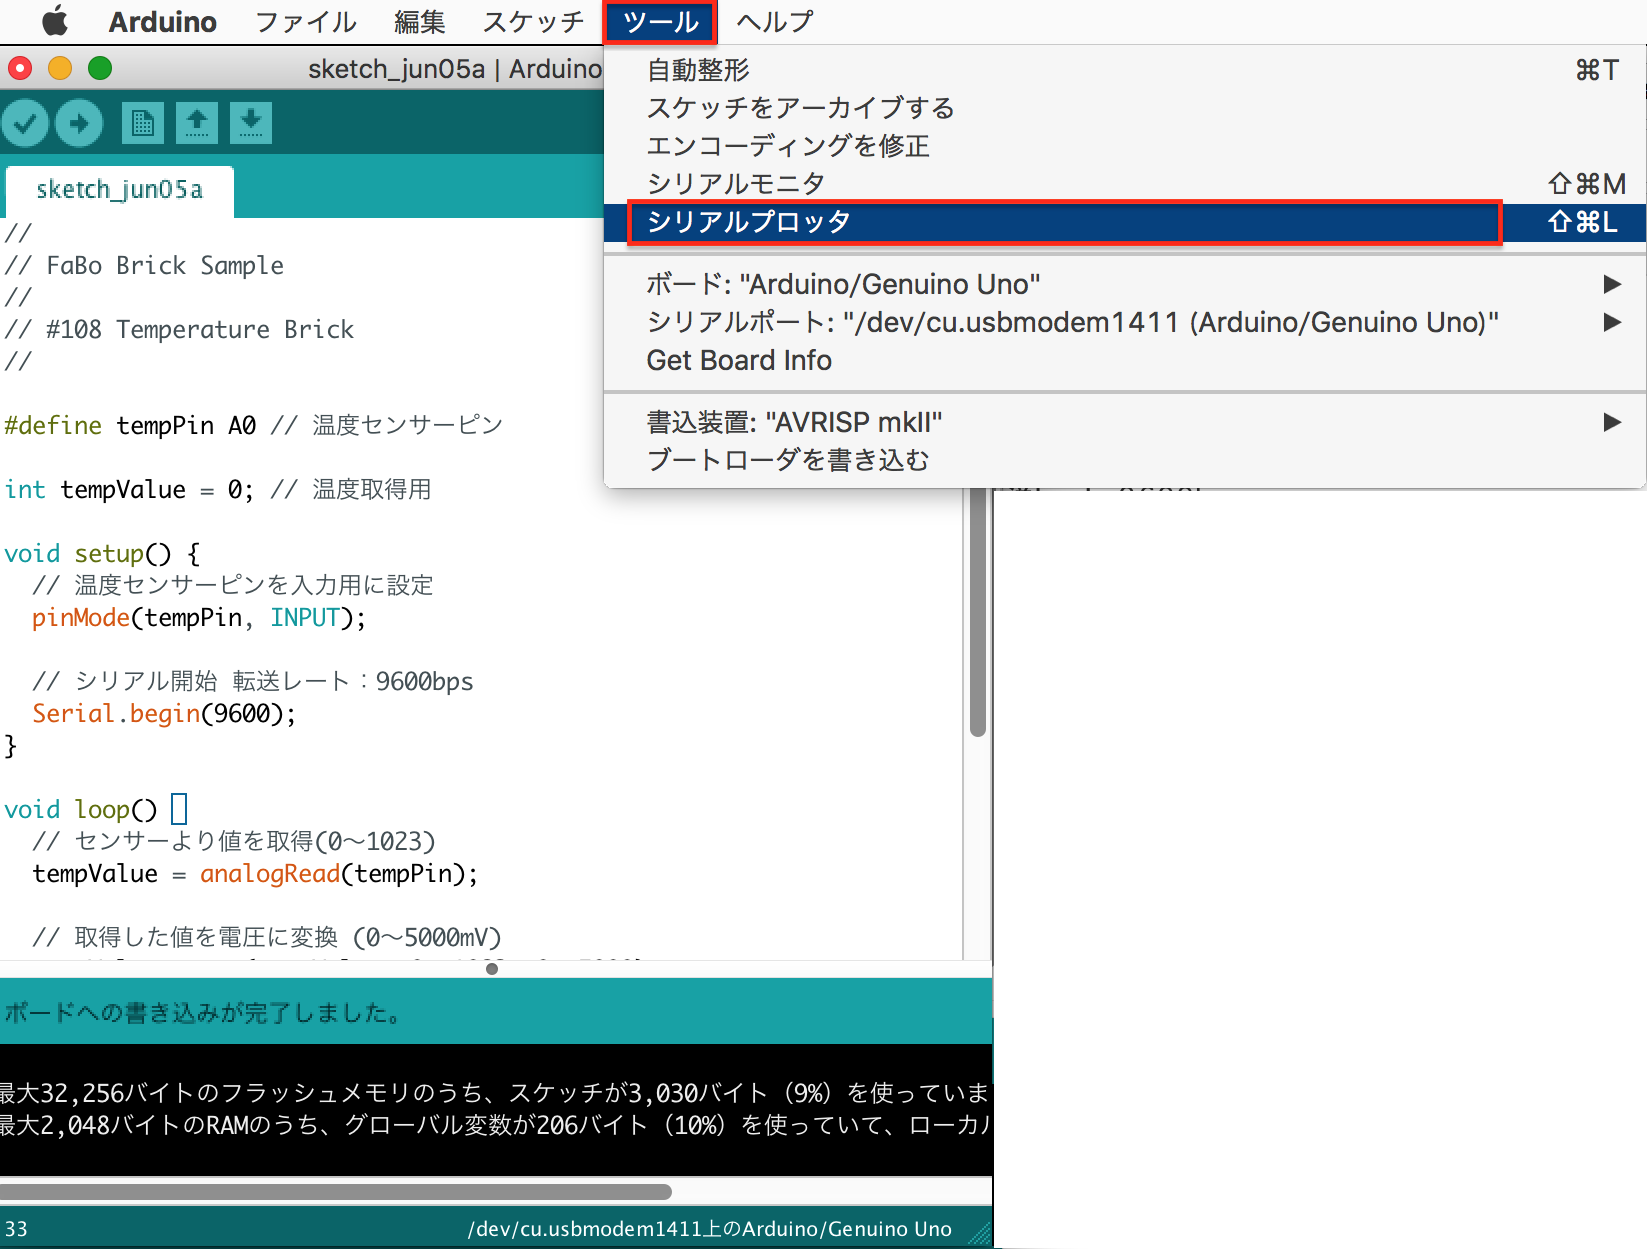 Arduino ファイル 編集 スケッチ ツール ヘルプ
sketch_jun05a | Arduino
自動整形 ⌘T
スケッチをアーカイブする
エンコーディングを修正
シリアルモニタ ⇧⌘M
シリアルプロッタ ⇧⌘L
ボード: "Arduino/Genuino Uno" ▶
シリアルポート: "/dev/cu.usbmodem1411 (Arduino/Genuino Uno)" ▶
Get Board Info
書込装置: "AVRISP mkII" ▶
ブートローダを書き込む
sketch_jun05a
//
// FaBo Brick Sample
//
// #108 Temperature Brick
//
#define tempPin A0 // 温度センサーピン
int tempValue = 0; // 温度取得用
void setup() {
// 温度センサーピンを入力用に設定
pinMode(tempPin, INPUT);
// シリアル開始 転送レート：9600bps
Serial.begin(9600);
}
void loop()
// センサーより値を取得(0〜1023)
tempValue = analogRead(tempPin);
// 取得した値を電圧に変換 (0〜5000mV)
ボードへの書き込みが完了しました。
最大32,256バイトのフラッシュメモリのうち、スケッチが3,030バイト（9%）を使っていま
最大2,048バイトのRAMのうち、グローバル変数が206バイト（10%）を使っていて、ローカル
33 /dev/cu.usbmodem1411上のArduino/Genuino Uno